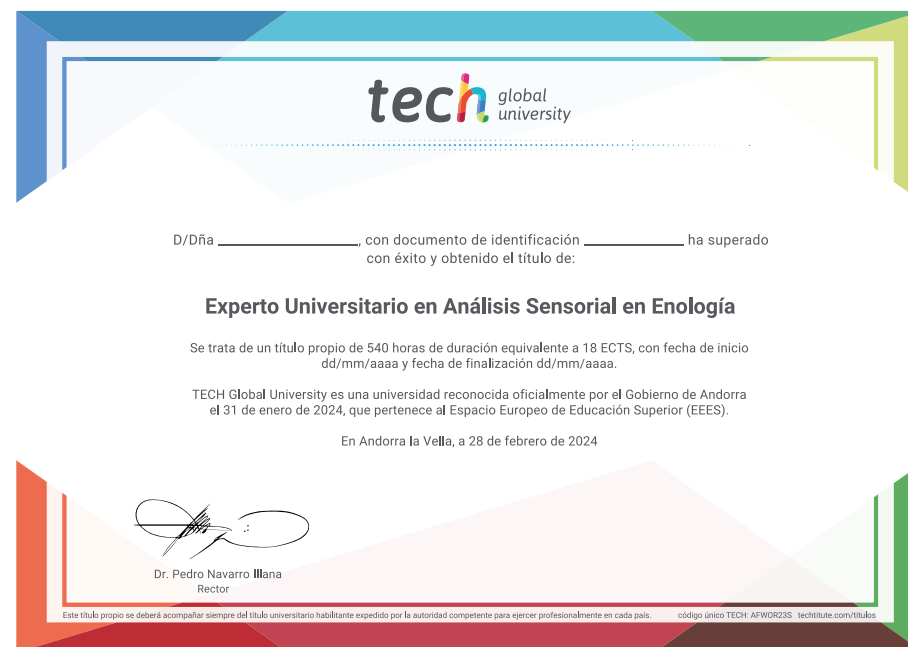 tech global university
D/Dña ____________________, con documento de identificación ______________ ha superado
con éxito y obtenido el título de:
Experto Universitario en Análisis Sensorial en Enología
Se trata de un título propio de 540 horas de duración equivalente a 18 ECTS, con fecha de inicio
dd/mm/aaaa y fecha de finalización dd/mm/aaaa.
TECH Global University es una universidad reconocida oficialmente por el Gobierno de Andorra
el 31 de enero de 2024, que pertenece al Espacio Europeo de Educación Superior (EEES).
En Andorra la Vella, a 28 de febrero de 2024
Dr. Pedro Navarro Illana
Rector
Este título propio se deberá acompañar siempre del título universitario habilitante expedido por la autoridad competente para ejercer profesionalmente en cada país. código único TECH: AFWOR23S techtitute.com/titulos